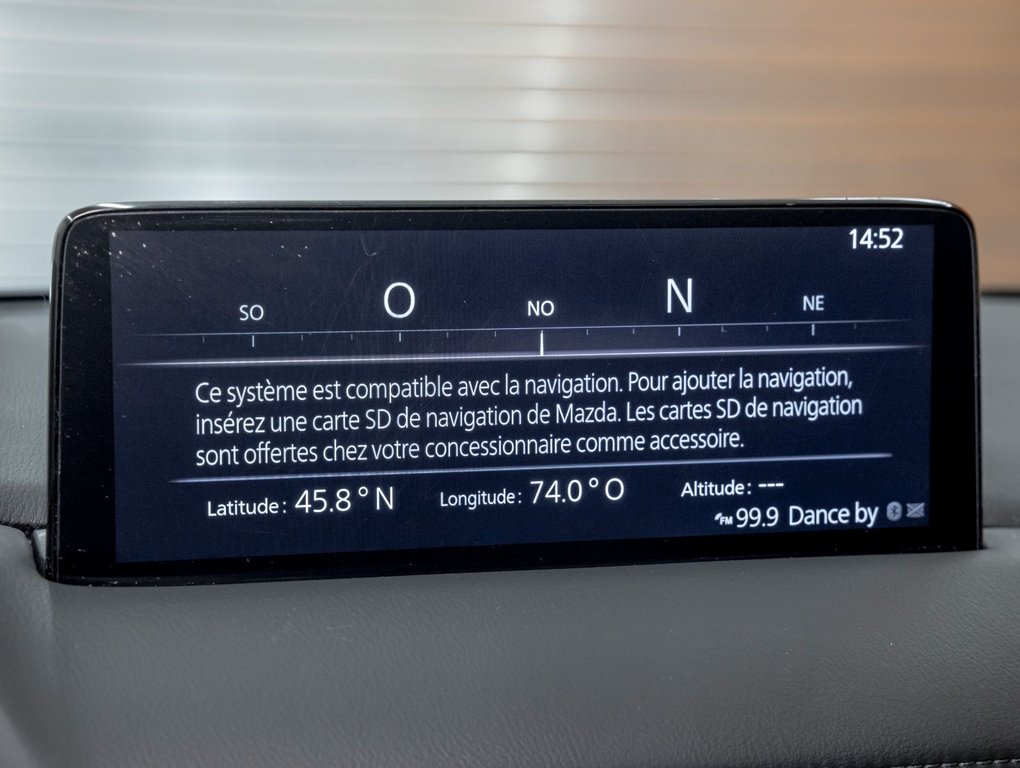 14:52
SO O NO N NE
Ce système est compatible avec la navigation. Pour ajouter la navigation,
insérez une carte SD de navigation de Mazda. Les cartes SD de navigation
sont offertes chez votre concessionnaire comme accessoire.
Latitude: 45.8° N Longitude: 74.0° O Altitude: ---
FM 99.9 Dance by